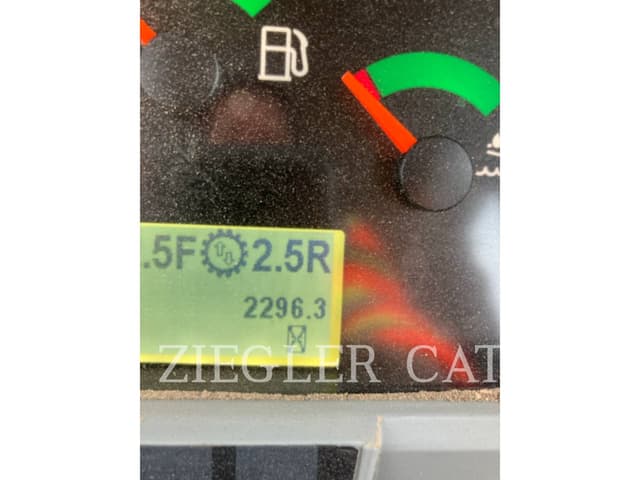 .5F 2.5R
2296.3
ZIEGLER CAT